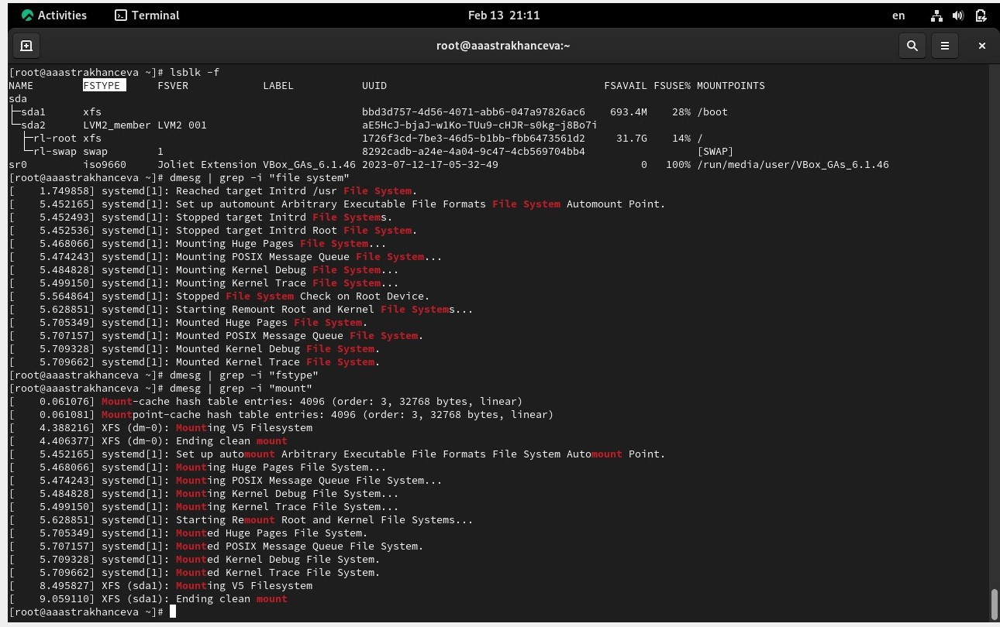 Activities Terminal Feb 13 21:11 en
root@aaastrakhanceva:~
[root@aaastrakhanceva ~]# lsblk -f
NAME FSTYPE FSVER LABEL UUID FSAVAIL FSUSE% MOUNTPOINTS
sda
├─sda1 xfs bbd3d757-4d56-4071-abb6-047a97826ac6 693.4M 28% /boot
└─sda2 LVM2_member LVM2 001 aE5HcJ-bjaJ-w1Ko-TUu9-cHJR-s0kg-j8Bo7i
├─rl-root xfs 1726f3cd-7be3-46d5-b1bb-fbb6473561d2 31.7G 14% /
└─rl-swap swap 1 8292cadb-a24e-4a04-9c47-4cb569704bb4 [SWAP]
sr0 iso9660 Joliet Extension VBox_GAs_6.1.46 2023-07-12-17-05-32-49 0 100% /run/media/user/VBox_GAs_6.1.46
[root@aaastrakhanceva ~]# dmesg | grep -i "file system"
[ 1.749858] systemd[1]: Reached target Initrd /usr File System.
[ 5.452165] systemd[1]: Set up automount Arbitrary Executable File Formats File System Automount Point.
[ 5.452493] systemd[1]: Stopped target Initrd File Systems.
[ 5.452536] systemd[1]: Stopped target Initrd Root File System.
[ 5.468066] systemd[1]: Mounting Huge Pages File System...
[ 5.474243] systemd[1]: Mounting POSIX Message Queue File System...
[ 5.484828] systemd[1]: Mounting Kernel Debug File System...
[ 5.499150] systemd[1]: Mounting Kernel Trace File System...
[ 5.564864] systemd[1]: Stopped File System Check on Root Device.
[ 5.628851] systemd[1]: Starting Remount Root and Kernel File Systems...
[ 5.705349] systemd[1]: Mounted Huge Pages File System.
[ 5.707157] systemd[1]: Mounted POSIX Message Queue File System.
[ 5.709328] systemd[1]: Mounted Kernel Debug File System.
[ 5.709662] systemd[1]: Mounted Kernel Trace File System.
[root@aaastrakhanceva ~]# dmesg | grep -i "fstype"
[root@aaastrakhanceva ~]# dmesg | grep -i "mount"
[ 0.061076] Mount-cache hash table entries: 4096 (order: 3, 32768 bytes, linear)
[ 0.061081] Mountpoint-cache hash table entries: 4096 (order: 3, 32768 bytes, linear)
[ 4.388216] XFS (dm-0): Mounting V5 Filesystem
[ 4.406377] XFS (dm-0): Ending clean mount
[ 5.452165] systemd[1]: Set up automount Arbitrary Executable File Formats File System Automount Point.
[ 5.468066] systemd[1]: Mounting Huge Pages File System...
[ 5.474243] systemd[1]: Mounting POSIX Message Queue File System...
[ 5.484828] systemd[1]: Mounting Kernel Debug File System...
[ 5.499150] systemd[1]: Mounting Kernel Trace File System...
[ 5.628851] systemd[1]: Starting Remount Root and Kernel File Systems...
[ 5.705349] systemd[1]: Mounted Huge Pages File System.
[ 5.707157] systemd[1]: Mounted POSIX Message Queue File System.
[ 5.709328] systemd[1]: Mounted Kernel Debug File System.
[ 5.709662] systemd[1]: Mounted Kernel Trace File System.
[ 8.495827] XFS (sda1): Mounting V5 Filesystem
[ 9.059110] XFS (sda1): Ending clean mount
[root@aaastrakhanceva ~]#